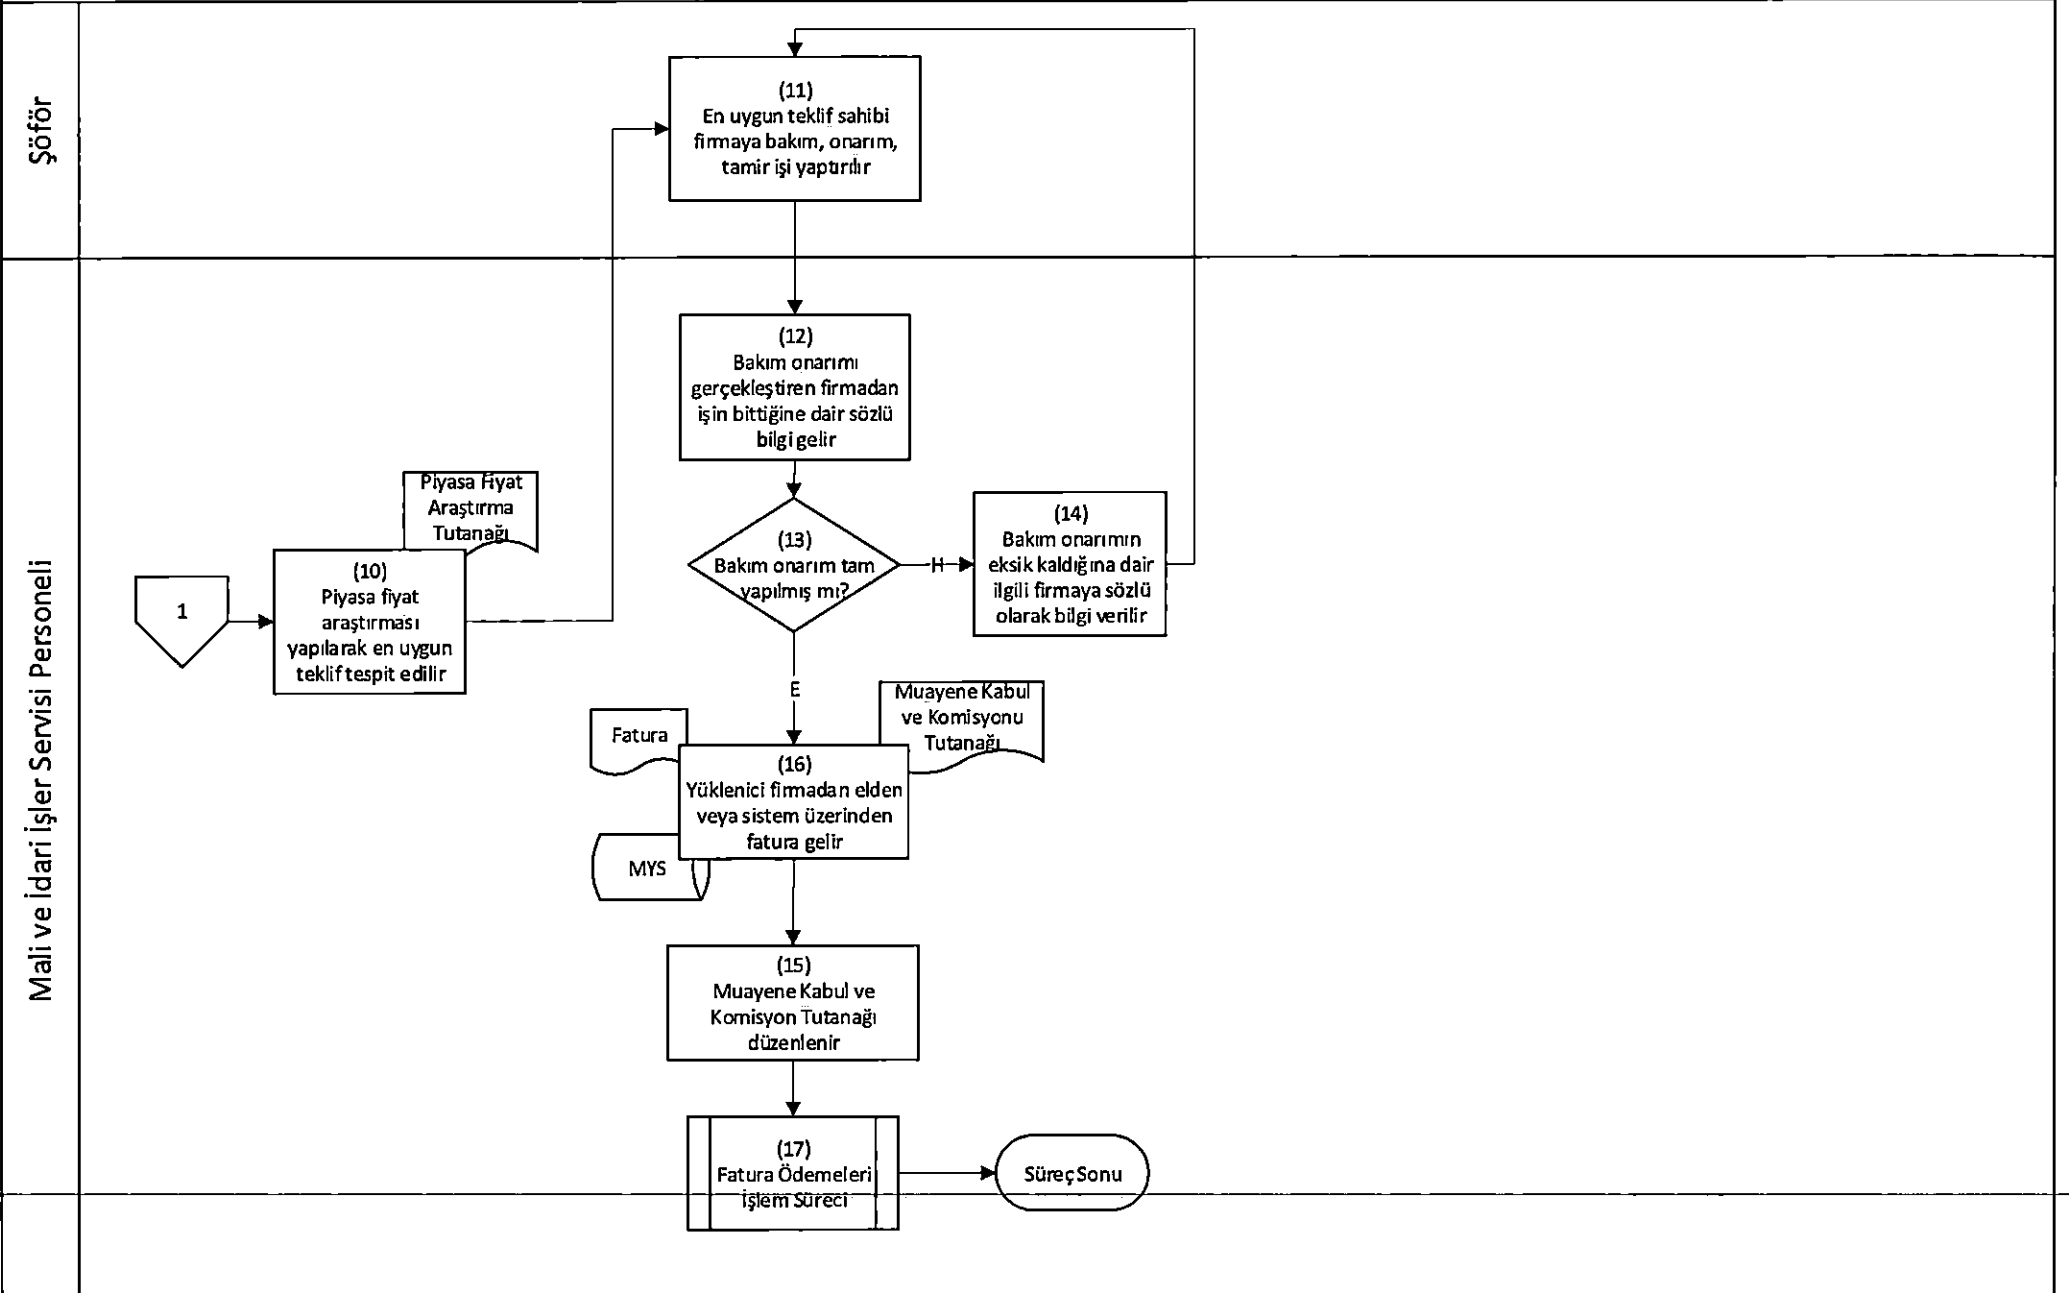 Şöför
(11)
En uygun teklif sahibi
firmaya bakım, onarım,
tamir işi yaptırılır
Mali ve İdari İşler Servisi Personeli
(12)
Bakım onarımı
gerçekleştiren firmadan
işin bittiğine dair sözlü
bilgi gelir
Piyasa Fiyat
Araştırma
Tutanağı
1
(10)
Piyasa fiyat
araştırması
yapılarak en uygun
teklif tespit edilir
(13)
Bakım onarım tam
yapılmış mı?
H
(14)
Bakım onarımın
eksik kaldığına dair
ilgili firmaya sözlü
olarak bilgi verilir
E
Fatura
Muayene Kabul
ve Komisyonu
Tutanağı
(16)
Yüklenici firmadan elden
veya sistem üzerinden
fatura gelir
MYS
(15)
Muayene Kabul ve
Komisyon Tutanağı
düzenlenir
(17)
Fatura Ödemeleri
İşlem Süreci
Süreç Sonu